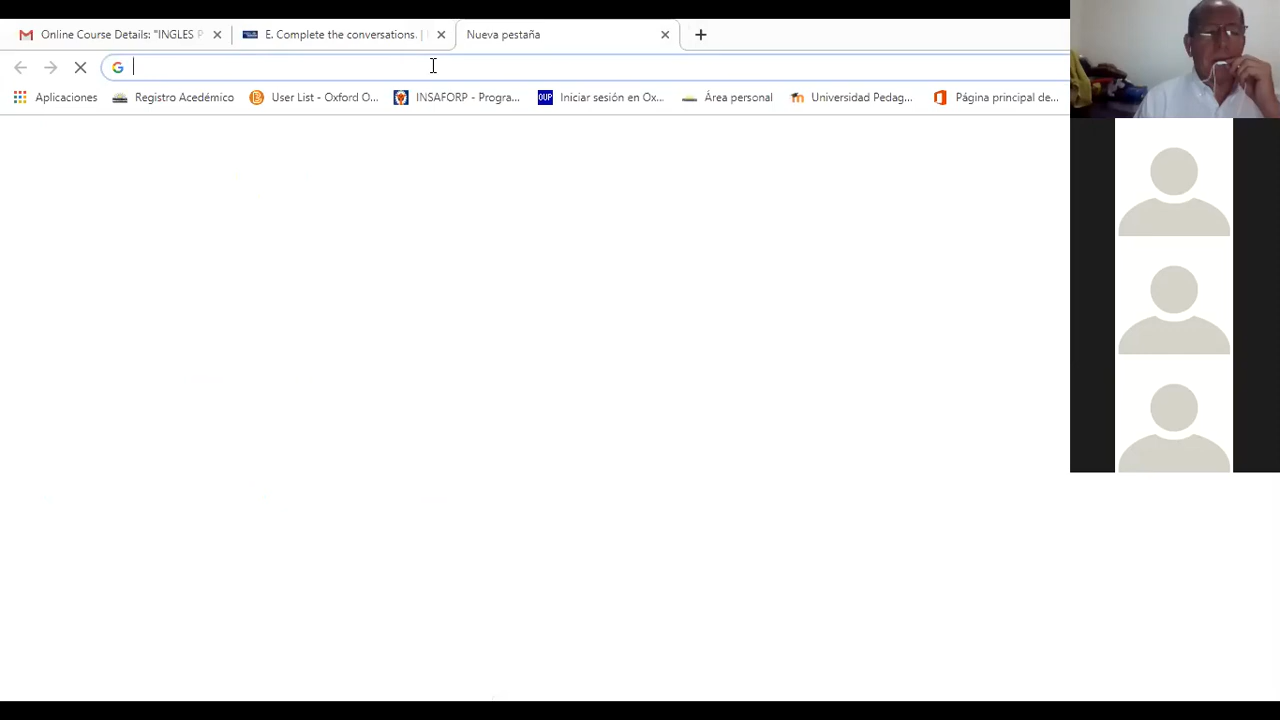 Online Course Details: "INGLES P
E. Complete the conversations. |
Nueva pestaña
Aplicaciones
Registro Acedémico
User List - Oxford O...
INSAFORP - Progra...
OUP
Iniciar sesión en Ox...
Área personal
Universidad Pedag...
Página principal de...